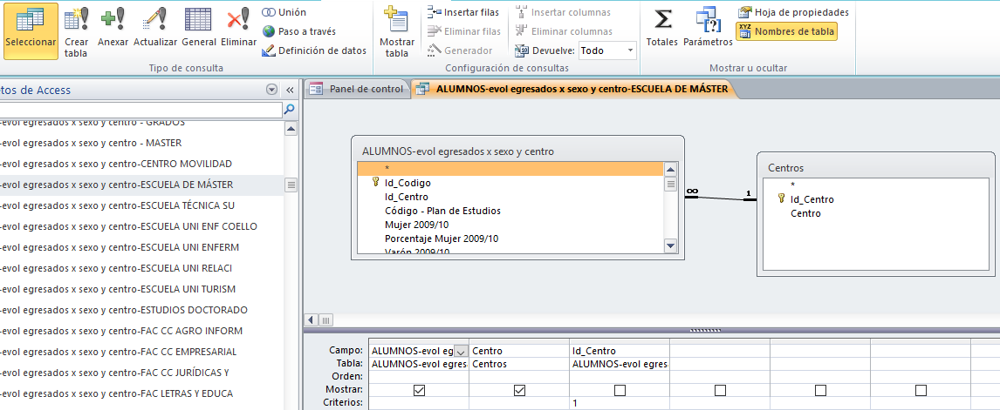 Seleccionar
Crear tabla
Anexar
Actualizar
General
Eliminar
Unión
Paso a través
Definición de datos
Tipo de consulta
Mostrar tabla
Insertar filas
Eliminar filas
Generador
Insertar columnas
Eliminar columnas
Devuelve: Todo
Configuración de consultas
Totales
Parámetros
Hoja de propiedades
XYZ Nombres de tabla
Mostrar u ocultar
etos de Access «
-evol egresados x sexo y centro - GRADOS
-evol egresados x sexo y centro - MASTER
-evol egresados x sexo y centro-CENTRO MOVILIDAD
-evol egresados x sexo y centro-ESCUELA DE MÁSTER
-evol egresados x sexo y centro-ESCUELA TÉCNICA SU
-evol egresados x sexo y centro-ESCUELA UNI ENF COELLO
-evol egresados x sexo y centro-ESCUELA UNI ENFERM
-evol egresados x sexo y centro-ESCUELA UNI RELACI
-evol egresados x sexo y centro-ESCUELA UNI TURISM
-evol egresados x sexo y centro-ESTUDIOS DOCTORADO
-evol egresados x sexo y centro-FAC CC AGRO INFORM
-evol egresados x sexo y centro-FAC CC EMPRESARIAL
-evol egresados x sexo y centro-FAC CC JURÍDICAS Y
-evol egresados x sexo y centro-FAC LETRAS Y EDUCA
Panel de control
ALUMNOS-evol egresados x sexo y centro-ESCUELA DE MÁSTER
ALUMNOS-evol egresados x sexo y centro
*
Id_Codigo
Id_Centro
Código - Plan de Estudios
Mujer 2009/10
Porcentaje Mujer 2009/10
Varón 2009/10
∞ 1
Centros
*
Id_Centro
Centro
Campo: ALUMNOS-evol eg Centro Id_Centro
Tabla: ALUMNOS-evol egres Centros ALUMNOS-evol egres
Orden:
Mostrar:
Criterios: 1